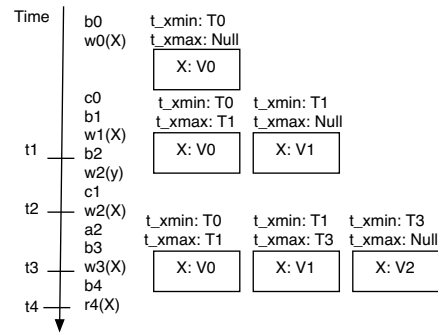 Time
b0
w0(X)
c0
b1
w1(X)
t1
b2
w2(y)
c1
t2
w2(X)
a2
b3
t3
w3(X)
b4
t4
r4(X)
t_xmin: T0
t_xmax: Null
X: V0
t_xmin: T0
t_xmax: T1
X: V0
t_xmin: T1
t_xmax: Null
X: V1
t_xmin: T0
t_xmax: T1
X: V0
t_xmin: T1
t_xmax: T3
X: V1
t_xmin: T3
t_xmax: Null
X: V2